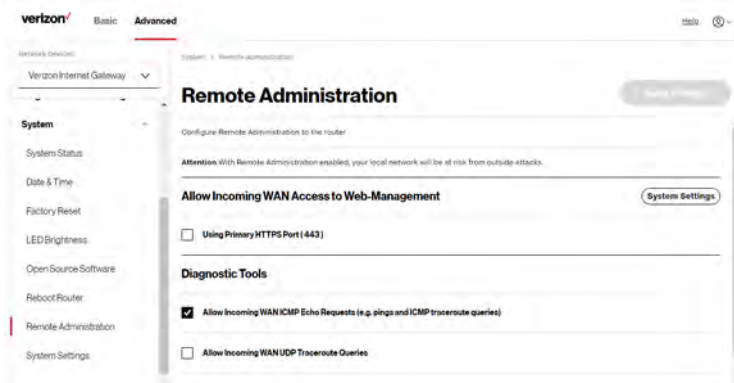 verizon✓ Basic Advanced Help
NETWORK DEVICES:
Verizon Internet Gateway
System > Remote administration
Remote Administration
System
Configure Remote Administration to the router
System Status
Attention With Remote Administration enabled, your local network will be at risk from outside attacks.
Date & Time
Allow Incoming WAN Access to Web-Management System Settings
Factory Reset
Using Primary HTTPS Port (443)
LED Brightness
Open Source Software
Diagnostic Tools
Reboot Router
Allow Incoming WAN ICMP Echo Requests (e.g. pings and ICMP traceroute queries)
Remote Administration
Allow Incoming WAN UDP Traceroute Queries
System Settings